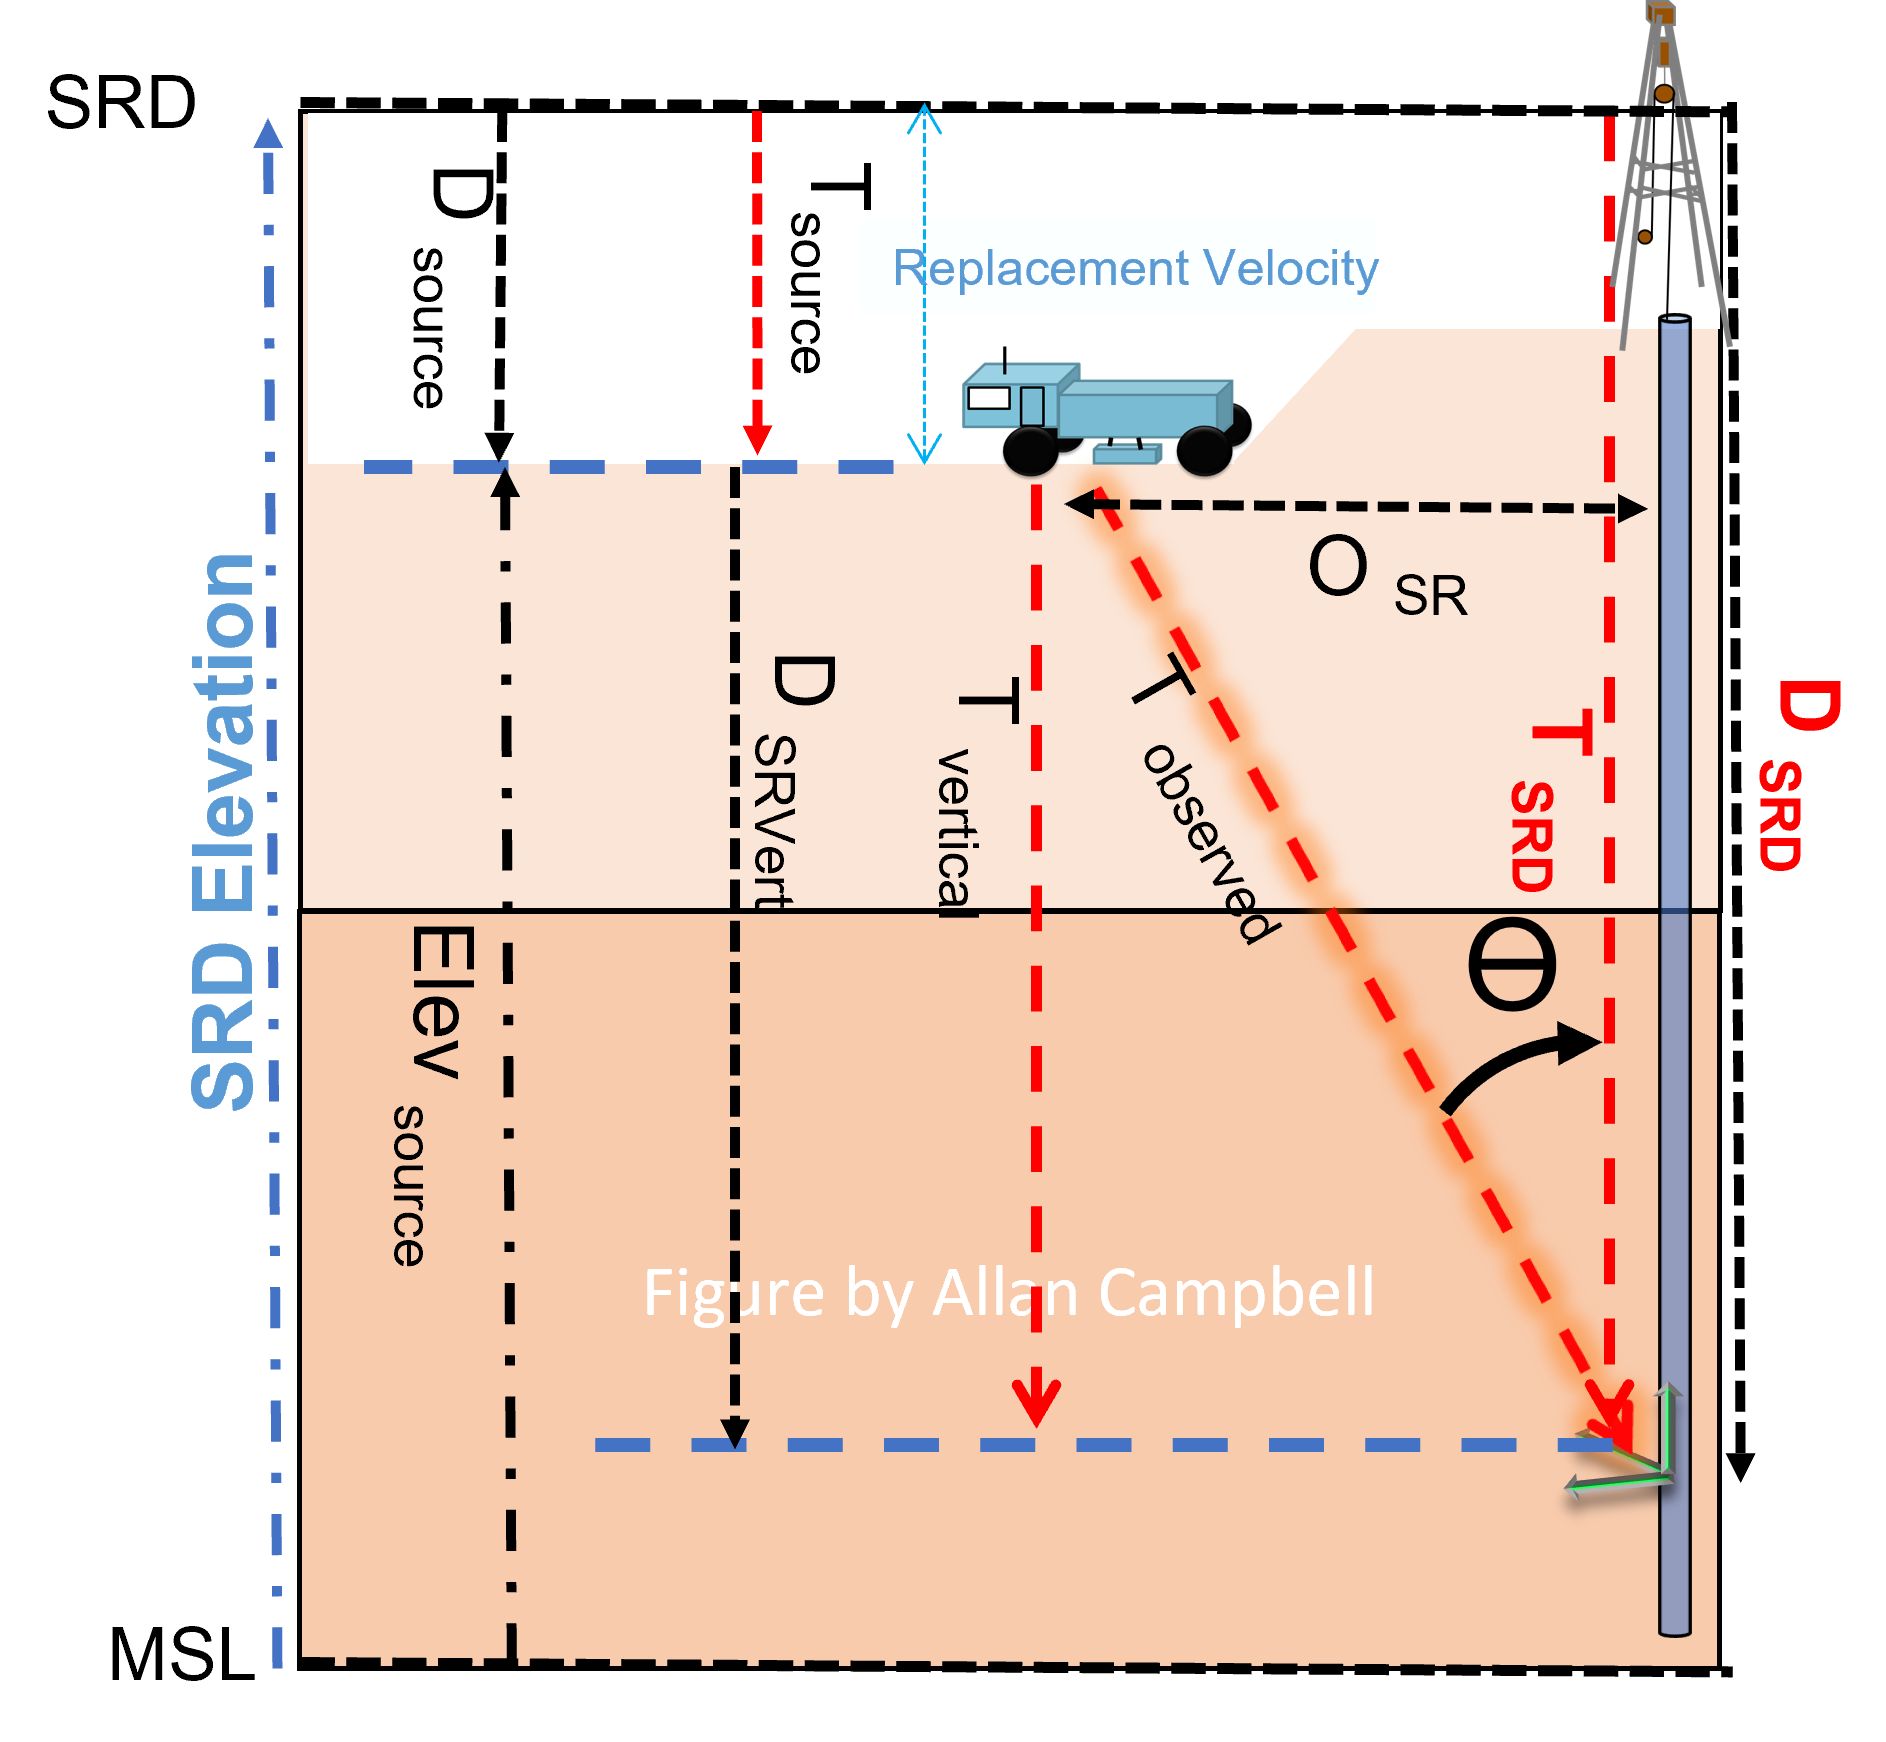 SRD
D source
T source
Replacement Velocity
O SR
SRD Elevation
D SRVert
T vertical
T observed
T SRD
D SRD
Θ
Elev source
Figure by Allan Campbell
MSL